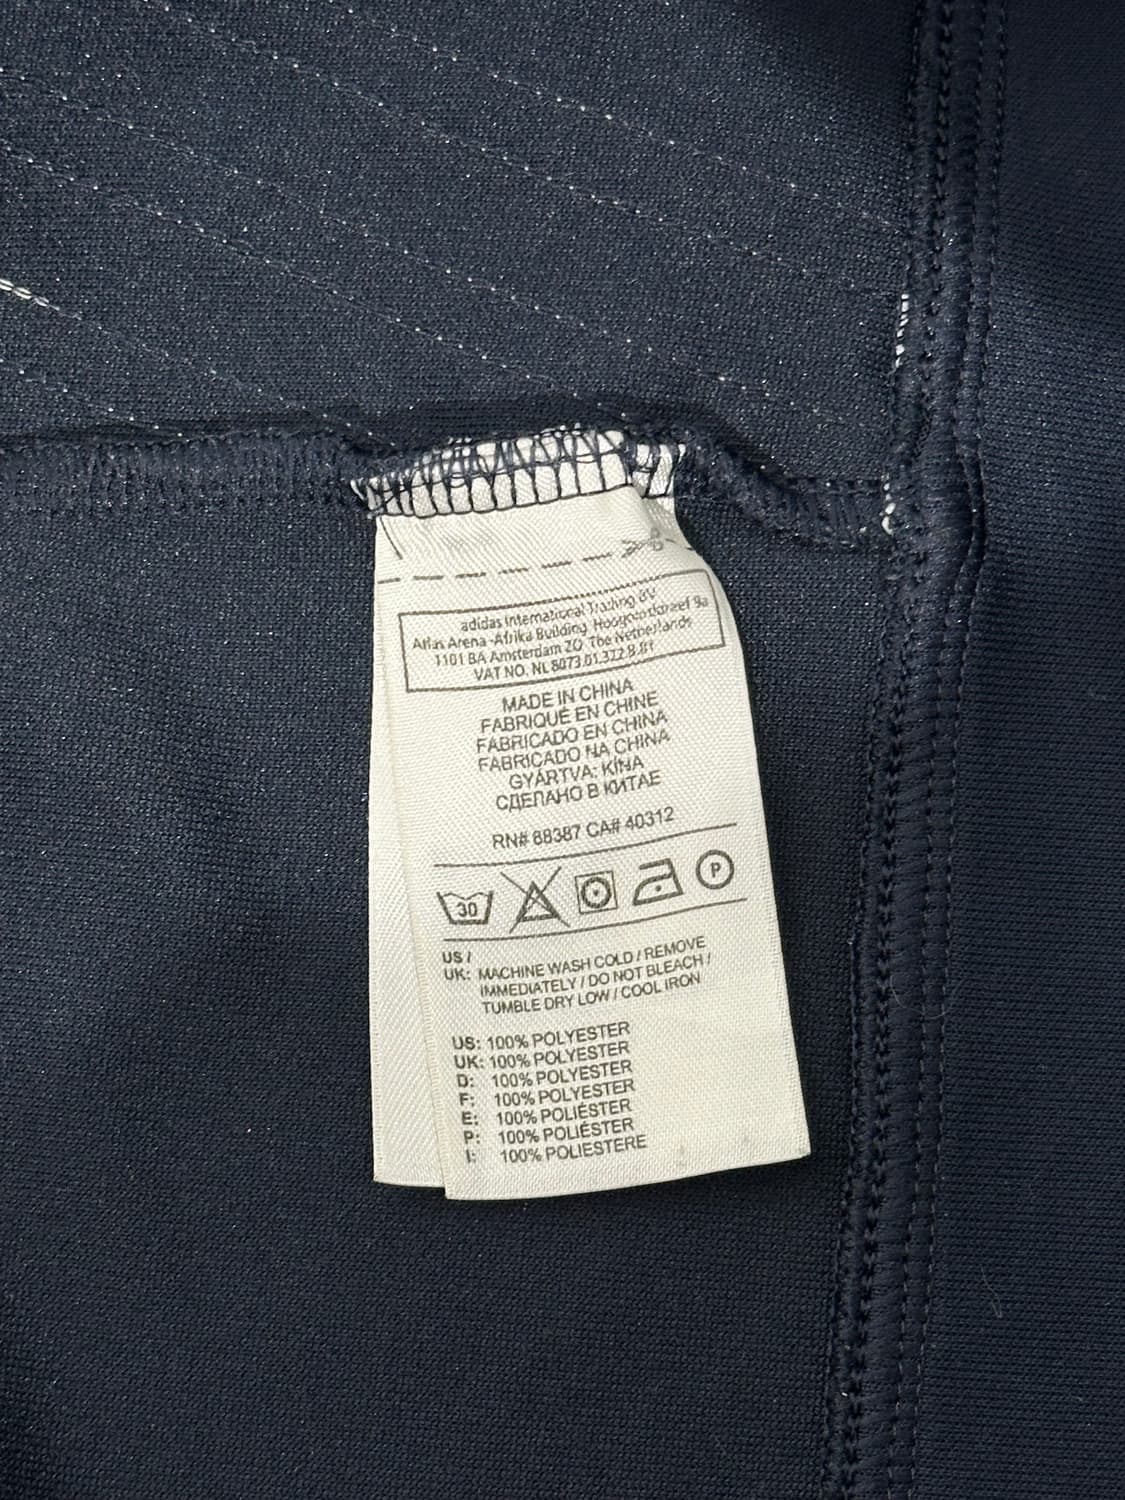 adidas International Trading BV
Atlas Arena -Afrika Building Hoogoorddreef 9a
1101 BA Amsterdam ZO The Netherlands
VAT NO. NL 8073.01.372.B.01
MADE IN CHINA
FABRIQUÉ EN CHINE
FABRICADO EN CHINA
FABRICADO NA CHINA
GYÁRTVA: KÍNA
СДЕЛАНО В КИТАЕ
RN# 88387 CA# 40312
30
P
US /
UK: MACHINE WASH COLD / REMOVE
IMMEDIATELY / DO NOT BLEACH /
TUMBLE DRY LOW / COOL IRON
US: 100% POLYESTER
UK: 100% POLYESTER
D: 100% POLYESTER
F: 100% POLYESTER
E: 100% POLIÉSTER
P: 100% POLIÉSTER
I: 100% POLIESTERE